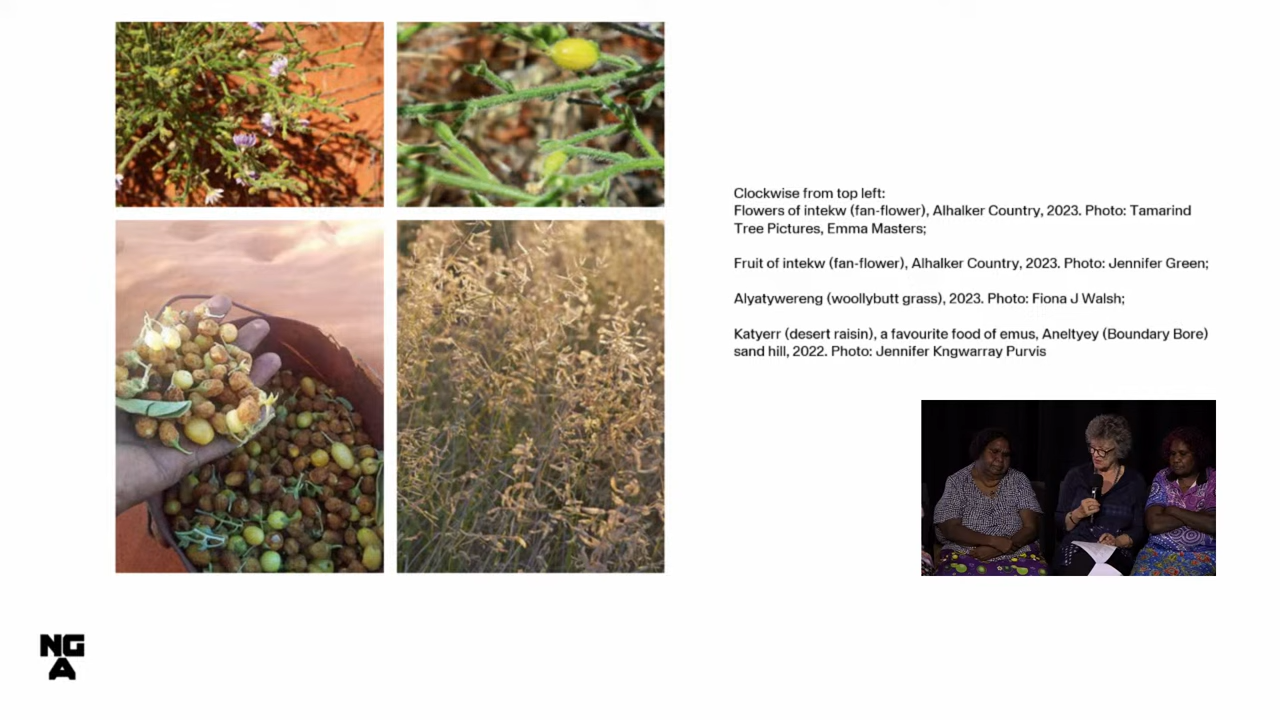 Clockwise from top left:
Flowers of intekw (fan-flower), Alhalker Country, 2023. Photo: Tamarind
Tree Pictures, Emma Masters;
Fruit of intekw (fan-flower), Alhalker Country, 2023. Photo: Jennifer Green;
Alyatywereng (woollybutt grass), 2023. Photo: Fiona J Walsh;
Katyerr (desert raisin), a favourite food of emus, Aneltyey (Boundary Bore)
sand hill, 2022. Photo: Jennifer Kngwarray Purvis
NG
A